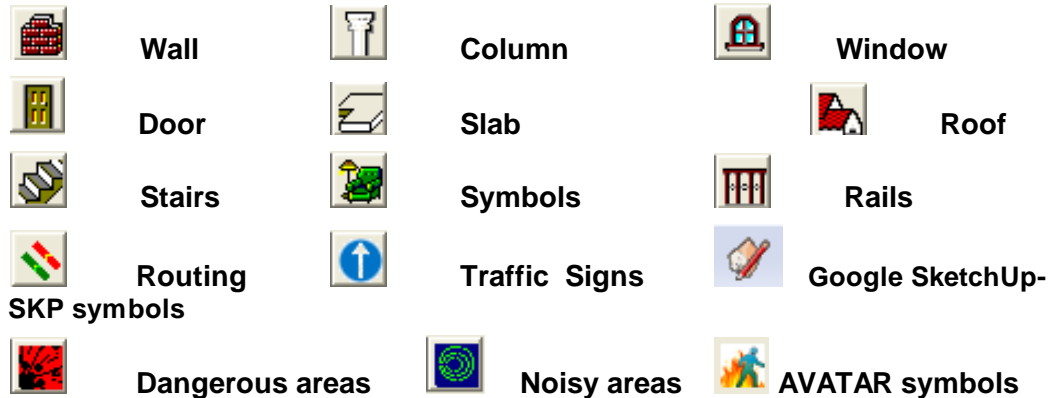 Wall Column Window
Door Slab Roof
Stairs Symbols Rails
Routing Traffic Signs Google SketchUp-
SKP symbols
Dangerous areas Noisy areas AVATAR symbols